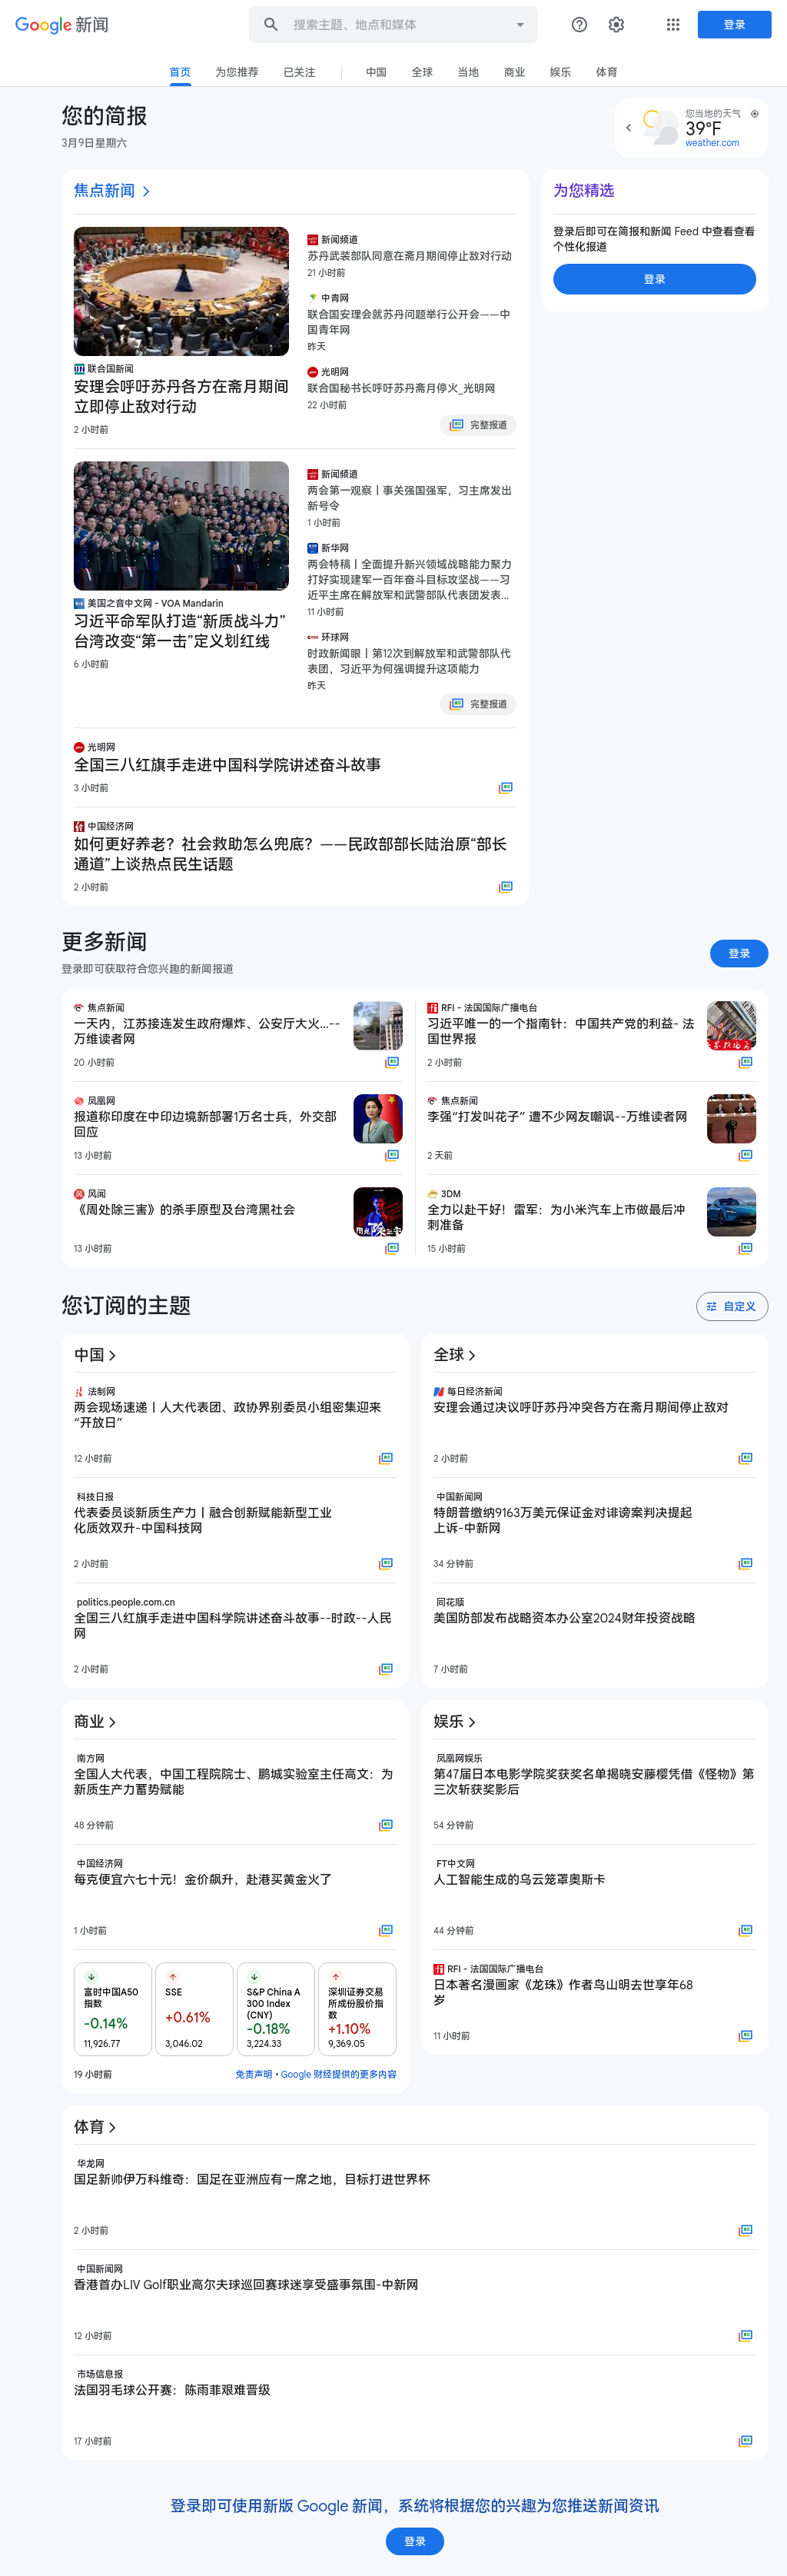 Google 新闻
搜索主题、地点和媒体
登录
首页 为您推荐 已关注 中国 全球 当地 商业 娱乐 体育
您的简报
3月9日星期六
您当地的天气
39°F
weather.com
焦点新闻
联合国新闻
安理会呼吁苏丹各方在斋月期间
立即停止敌对行动
2 小时前
新闻频道
苏丹武装部队同意在斋月期间停止敌对行动
21 小时前
中青网
联合国安理会就苏丹问题举行公开会——中
国青年网
昨天
光明网
联合国秘书长呼吁苏丹斋月停火_光明网
22 小时前
完整报道
美国之音中文网 - VOA Mandarin
习近平命军队打造“新质战斗力”
台湾改变“第一击”定义划红线
6 小时前
新闻频道
两会第一观察丨事关强国强军，习主席发出
新号令
1 小时前
新华网
两会特稿丨全面提升新兴领域战略能力聚力
打好实现建军一百年奋斗目标攻坚战——习
近平主席在解放军和武警部队代表团发表...
11 小时前
环球网
时政新闻眼丨第12次到解放军和武警部队代
表团，习近平为何强调提升这项能力
昨天
完整报道
光明网
全国三八红旗手走进中国科学院讲述奋斗故事
3 小时前
中国经济网
如何更好养老？社会救助怎么兜底？——民政部部长陆治原“部长
通道”上谈热点民生话题
2 小时前
为您精选
登录后即可在简报和新闻 Feed 中查看查看
个性化报道
登录
更多新闻
登录即可获取符合您兴趣的新闻报道
登录
焦点新闻
一天内，江苏接连发生政府爆炸、公安厅大火...--
万维读者网
20 小时前
凤凰网
报道称印度在中印边境新部署1万名士兵，外交部
回应
13 小时前
风闻
《周处除三害》的杀手原型及台湾黑社会
13 小时前
RFI - 法国国际广播电台
习近平唯一的一个指南针：中国共产党的利益- 法
国世界报
2 小时前
焦点新闻
李强“打发叫花子” 遭不少网友嘲讽--万维读者网
2 天前
3DM
全力以赴干好！雷军：为小米汽车上市做最后冲
刺准备
15 小时前
您订阅的主题
自定义
中国
法制网
两会现场速递丨人大代表团、政协界别委员小组密集迎来
“开放日”
12 小时前
科技日报
代表委员谈新质生产力丨融合创新赋能新型工业
化质效双升-中国科技网
2 小时前
politics.people.com.cn
全国三八红旗手走进中国科学院讲述奋斗故事--时政--人民
网
2 小时前
全球
每日经济新闻
安理会通过决议呼吁苏丹冲突各方在斋月期间停止敌对
2 小时前
中国新闻网
特朗普缴纳9163万美元保证金对诽谤案判决提起
上诉-中新网
34 分钟前
同花顺
美国防部发布战略资本办公室2024财年投资战略
7 小时前
商业
南方网
全国人大代表，中国工程院院士、鹏城实验室主任高文：为
新质生产力蓄势赋能
48 分钟前
中国经济网
每克便宜六七十元！金价飙升，赴港买黄金火了
1 小时前
富时中国A50
指数
-0.14%
11,926.77
SSE
+0.61%
3,046.02
S&P China A
300 Index
(CNY)
-0.18%
3,224.33
深圳证券交易
所成份股价指
数
+1.10%
9,369.05
19 小时前
免责声明 • Google 财经提供的更多内容
娱乐
凤凰网娱乐
第47届日本电影学院奖获奖名单揭晓安藤樱凭借《怪物》第
三次斩获奖影后
54 分钟前
FT中文网
人工智能生成的乌云笼罩奥斯卡
44 分钟前
RFI - 法国国际广播电台
日本著名漫画家《龙珠》作者鸟山明去世享年68
岁
11 小时前
体育
华龙网
国足新帅伊万科维奇：国足在亚洲应有一席之地，目标打进世界杯
2 小时前
中国新闻网
香港首办LIV Golf职业高尔夫球巡回赛球迷享受盛事氛围-中新网
12 小时前
市场信息报
法国羽毛球公开赛：陈雨菲艰难晋级
17 小时前
登录即可使用新版 Google 新闻，系统将根据您的兴趣为您推送新闻资讯
登录